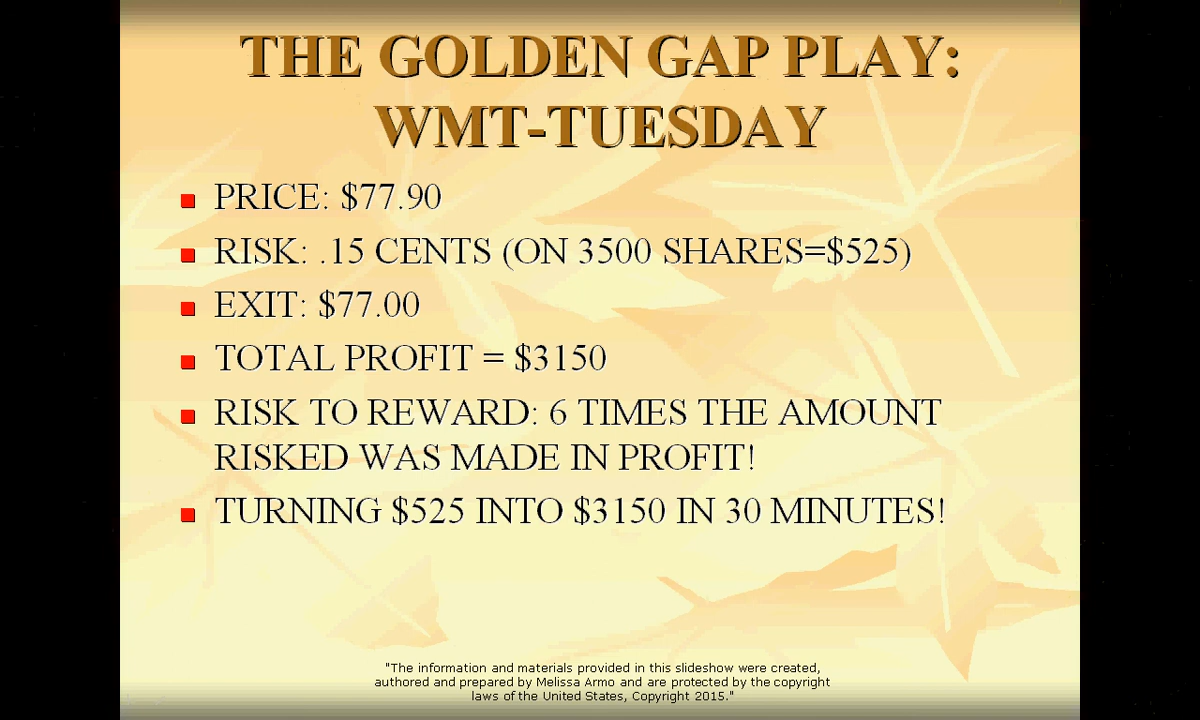 THE GOLDEN GAP PLAY:
WMT-TUESDAY
PRICE: $77.90
RISK: .15 CENTS (ON 3500 SHARES=$525)
EXIT: $77.00
TOTAL PROFIT = $3150
RISK TO REWARD: 6 TIMES THE AMOUNT
RISKED WAS MADE IN PROFIT!
TURNING $525 INTO $3150 IN 30 MINUTES!
"The information and materials provided in this slideshow were created,
authored and prepared by Melissa Armo and are protected by the copyright
laws of the United States, Copyright 2015."